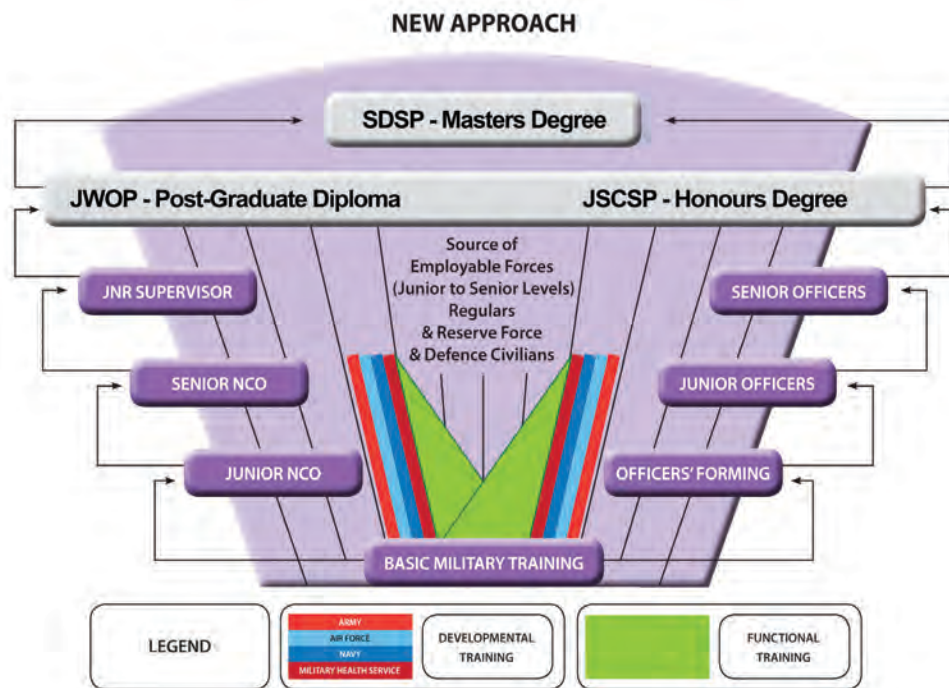 NEW APPROACH
SDSP - Masters Degree
JWOP - Post-Graduate Diploma
JSCSP - Honours Degree
Source of
Employable Forces
(Junior to Senior Levels)
Regulars
& Reserve Force
& Defence Civilians
JNR SUPERVISOR
SENIOR OFFICERS
SENIOR NCO
JUNIOR OFFICERS
JUNIOR NCO
OFFICERS' FORMING
BASIC MILITARY TRAINING
LEGEND
ARMY
AIR FORCE
NAVY
MILITARY HEALTH SERVICE
DEVELOPMENTAL
TRAINING
FUNCTIONAL
TRAINING